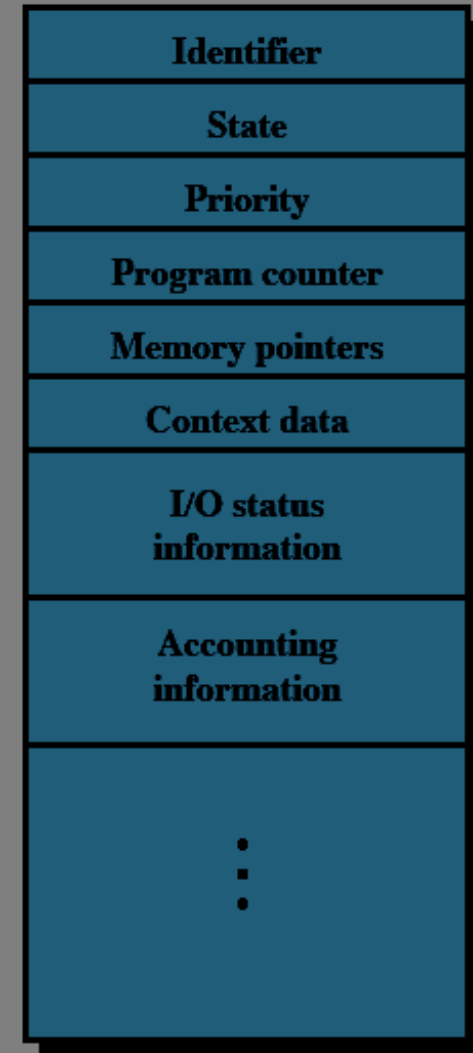 Identifier
State
Priority
Program counter
Memory pointers
Context data
I/O status
information
Accounting
information